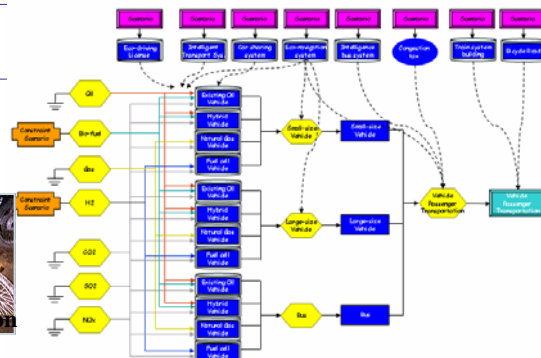 Scenario
Scenario
Scenario
Scenario
Scenario
Scenario
Scenario
Scenario
Eco-driving
License
Intelligent
Transport Sys
Car sharing
system
Eco-navigation
system
Intelligence
bus system
Congestion
tax
Train system
building
Oil
Bio-fuel
Gas
H2
CO2
SO2
NOx
Constraint
Scenario
Constraint
Scenario
Existing Oil
Vehicle
Hybrid
Vehicle
Natural Gas
Vehicle
Fuel cell
Vehicle
Existing Oil
Vehicle
Hybrid
Vehicle
Natural Gas
Vehicle
Fuel cell
Vehicle
Existing Oil
Vehicle
Hybrid
Vehicle
Natural Gas
Vehicle
Fuel cell
Vehicle
Small-size
Vehicle
Small-size
Vehicle
Large-size
Vehicle
Large-size
Vehicle
Bus
Bus
Vehicle
Passenger
Transportation
Vehicle
Passenger
Transportation
on